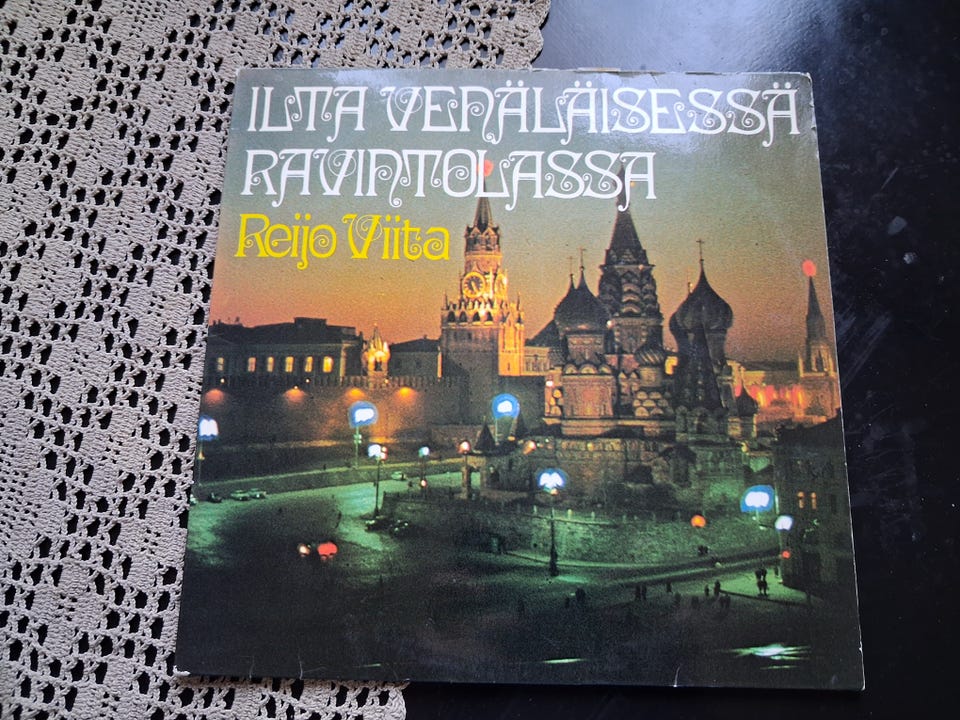 ILTA VENÄLÄISESSÄ
RAVINTOLASSA
Reijo Viita